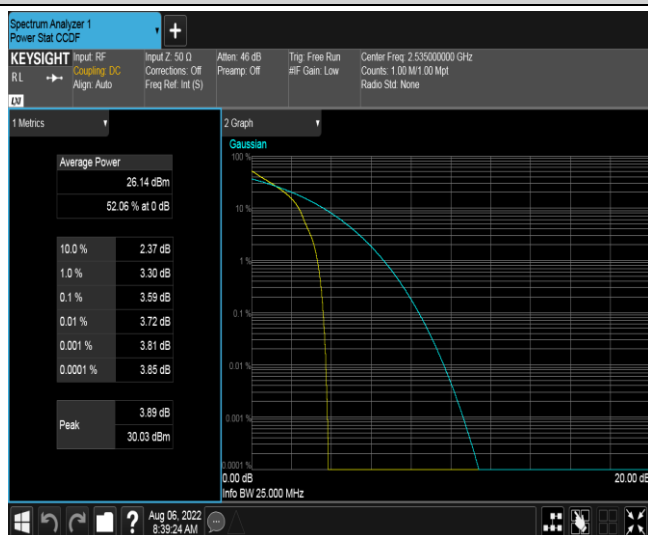 Spectrum Analyzer 1
Power Stat CCDF
+
KEYSIGHT
RL
LXI
Input: RF
Coupling: DC
Align: Auto
Input Z: 50 Ω
Corrections: Off
Freq Ref: Int (S)
Atten: 46 dB
Preamp: Off
Trig: Free Run
#IF Gain: Low
Center Freq: 2.535000000 GHz
Counts: 1.00 M/1.00 Mpt
Radio Std: None
1 Metrics
Average Power
26.14 dBm
52.06 % at 0 dB
10.0 % 2.37 dB
1.0 % 3.30 dB
0.1 % 3.59 dB
0.01 % 3.72 dB
0.001 % 3.81 dB
0.0001 % 3.85 dB
Peak
3.89 dB
30.03 dBm
2 Graph
Gaussian
100 %
10 %
1 %
0.1 %
0.01 %
0.001 %
0.0001 %
0.00 dB
20.00 dB
Info BW 25.000 MHz
?
Aug 06, 2022
8:39:24 AM